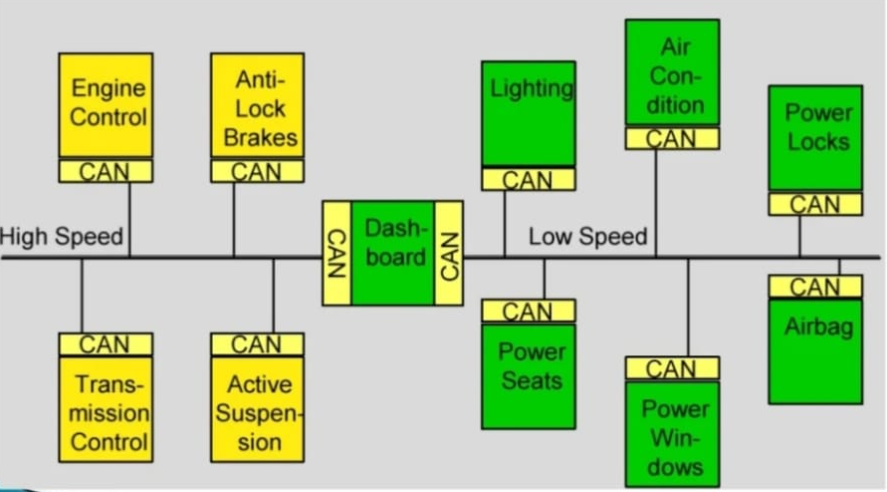 Engine
Control
CAN
Anti-
Lock
Brakes
CAN
Lighting
CAN
Air
Con-
dition
CAN
Power
Locks
CAN
High Speed
CAN
Dash-
board
CAN
Low Speed
CAN
Trans-
mission
Control
CAN
Active
Suspen-
sion
CAN
Power
Seats
CAN
Power
Win-
dows
CAN
Airbag